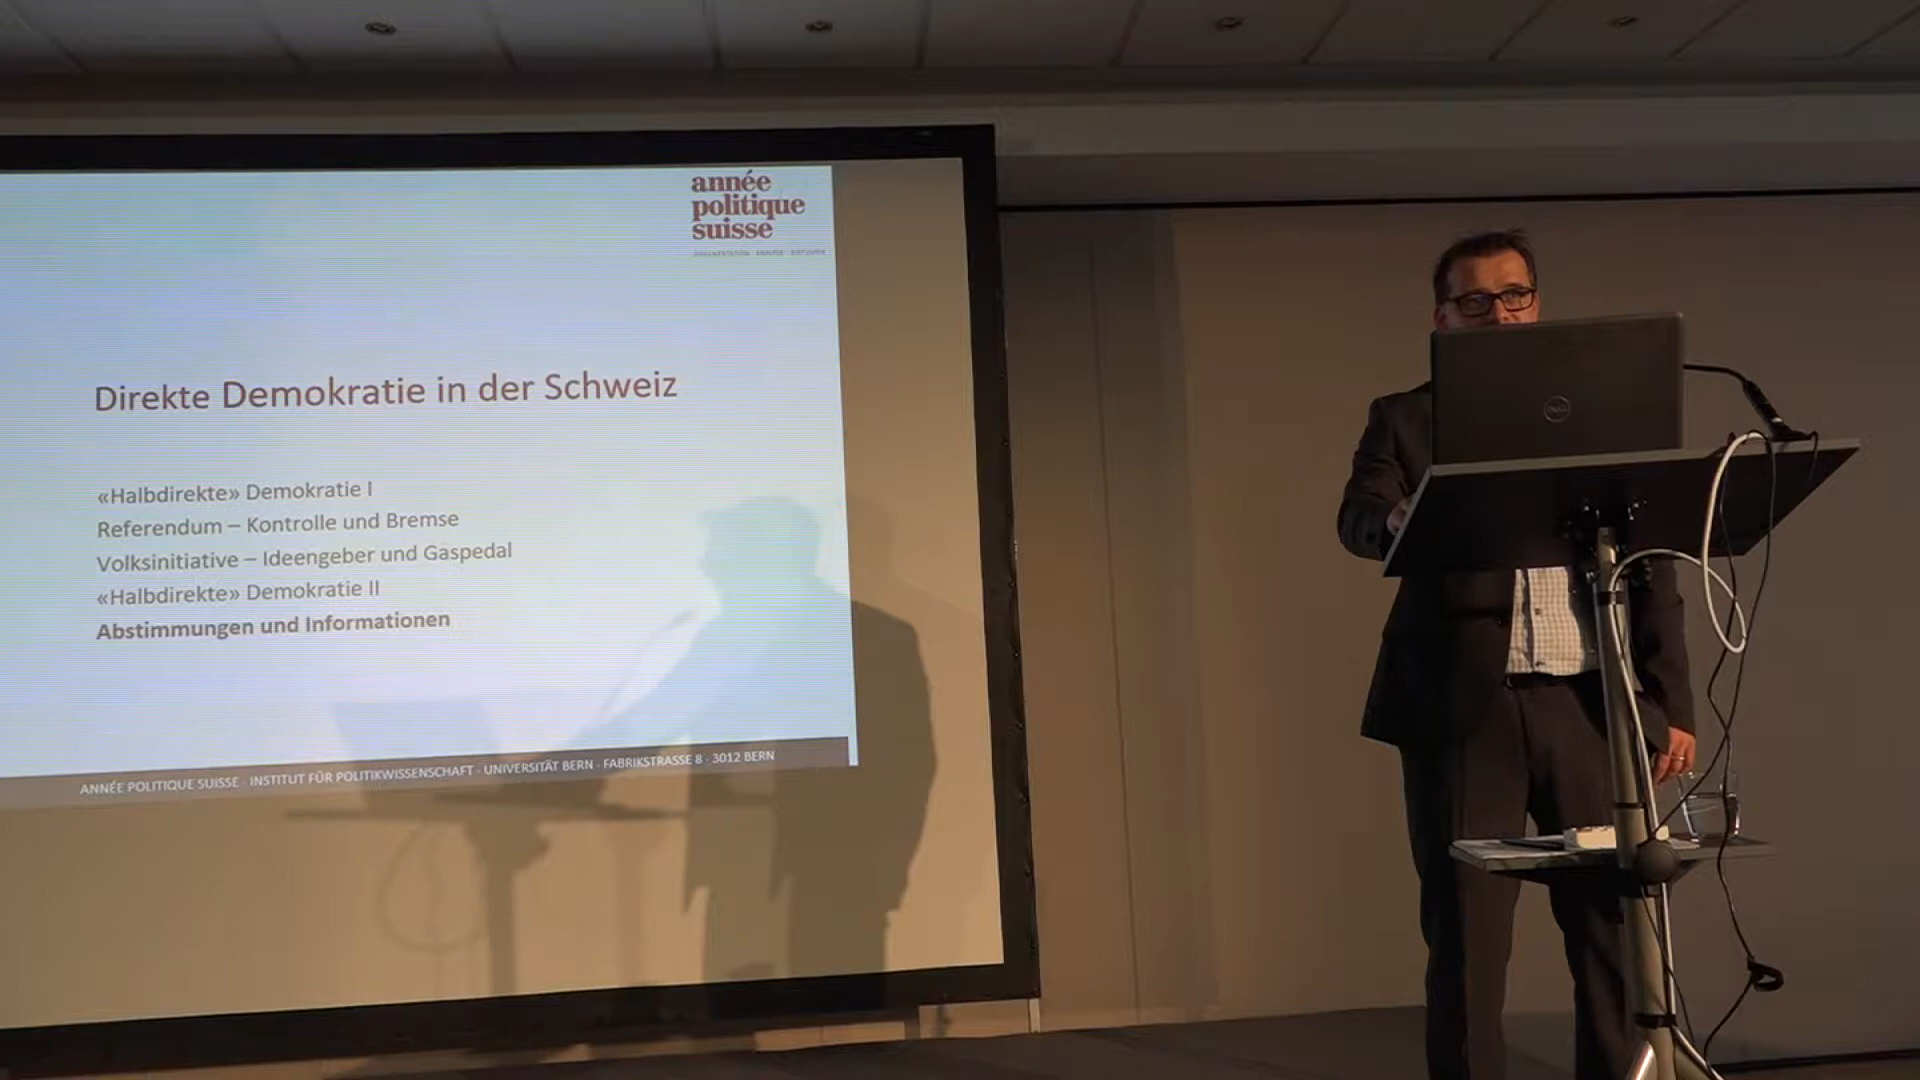 année
politique
suisse
Direkte Demokratie in der Schweiz
«Halbdirekte» Demokratie I
Referendum – Kontrolle und Bremse
Volksinitiative – Ideengeber und Gaspedal
«Halbdirekte» Demokratie II
Abstimmungen und Informationen
ANNÉE POLITIQUE SUISSE · INSTITUT FÜR POLITIKWISSENSCHAFT · UNIVERSITÄT BERN · FABRIKSTRASSE 8 · 3012 BERN
DELL